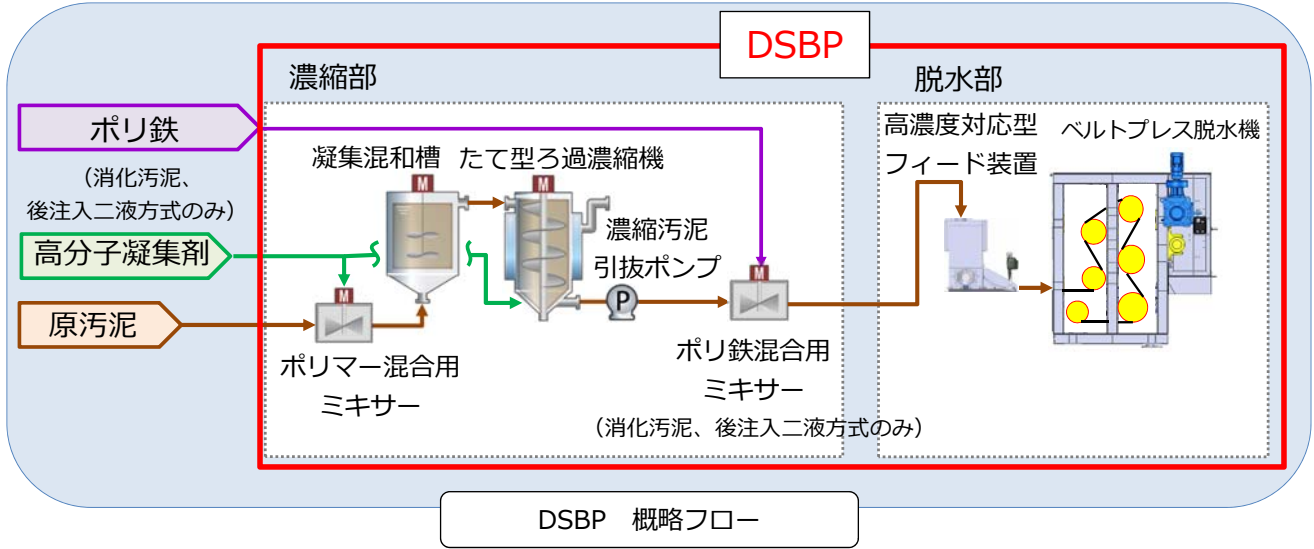 DSBP
濃縮部
脱水部
ポリ鉄
(消化汚泥、
後注入二液方式のみ)
高分子凝集剤
原汚泥
凝集混和槽
たて型ろ過濃縮機
M
M
M
ポリマー混合用
ミキサー
濃縮汚泥
引抜ポンプ
P
M
ポリ鉄混合用
ミキサー
(消化汚泥、後注入二液方式のみ)
高濃度対応型
フィード装置
ベルトプレス脱水機
DSBP 概略フロー